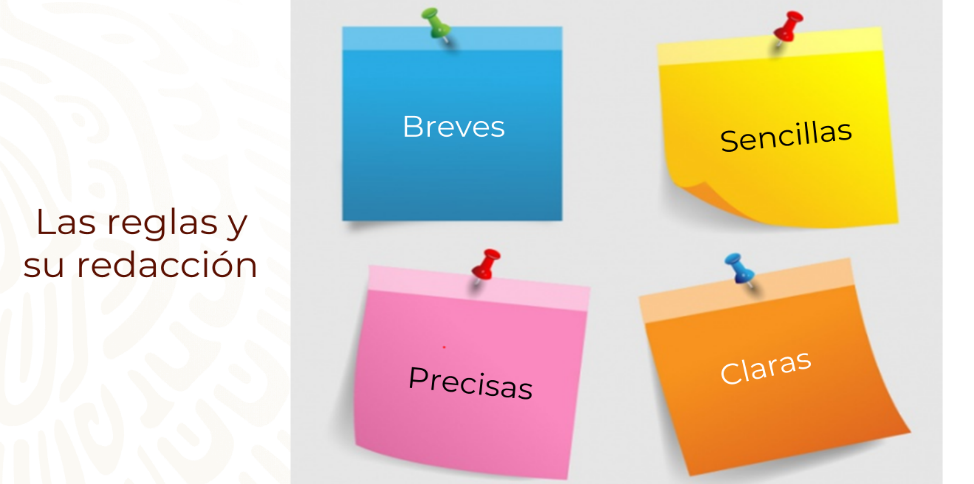 Las reglas y
su redacción
Breves
Sencillas
Precisas
Claras